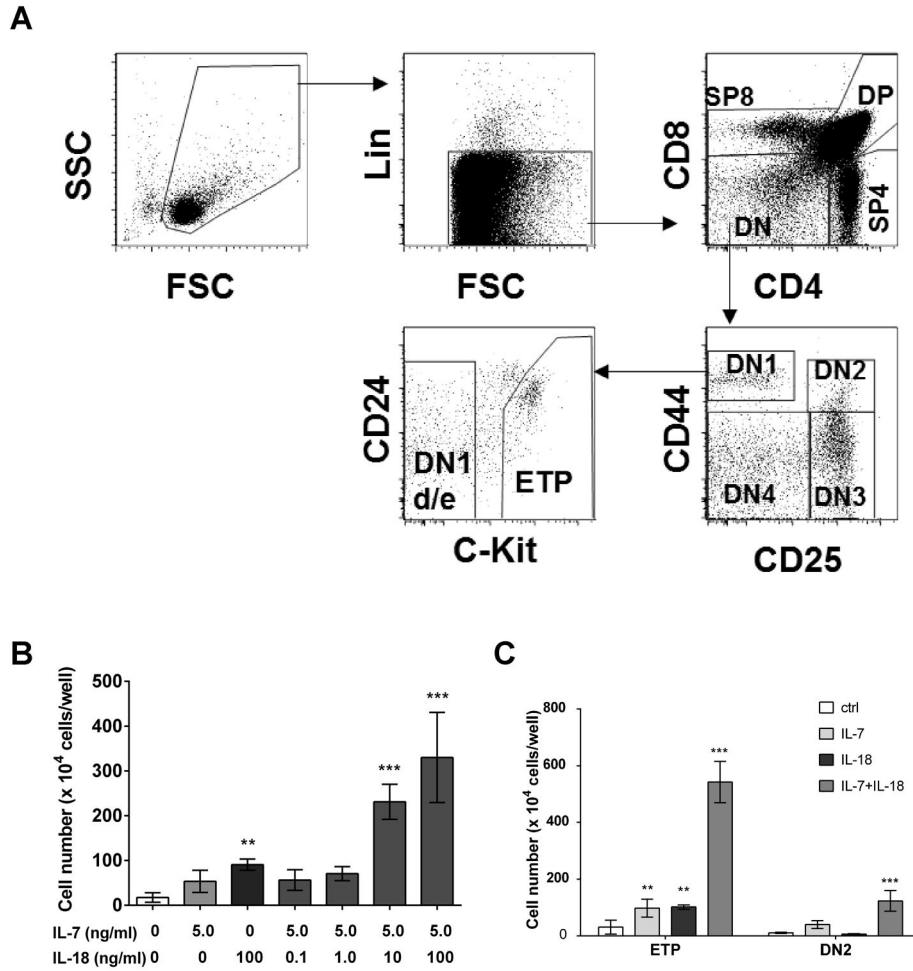 A
SSC
FSC
Lin
FSC
SP8
DP
CD8
DN
SP4
CD4
CD24
DN1
d/e
ETP
C-Kit
DN1
DN2
CD44
DN4
DN3
CD25
B
Cell number (x 10⁴ cells/well)
500
400
300
200
100
0
**
***
***
IL-7 (ng/ml) 0 5.0 0 5.0 5.0 5.0 5.0
IL-18 (ng/ml) 0 0 100 0.1 1.0 10 100
C
Cell number (x 10⁴ cells/well)
800
600
400
200
0
**
**
***
***
ETP
DN2
ctrl
IL-7
IL-18
IL-7+IL-18